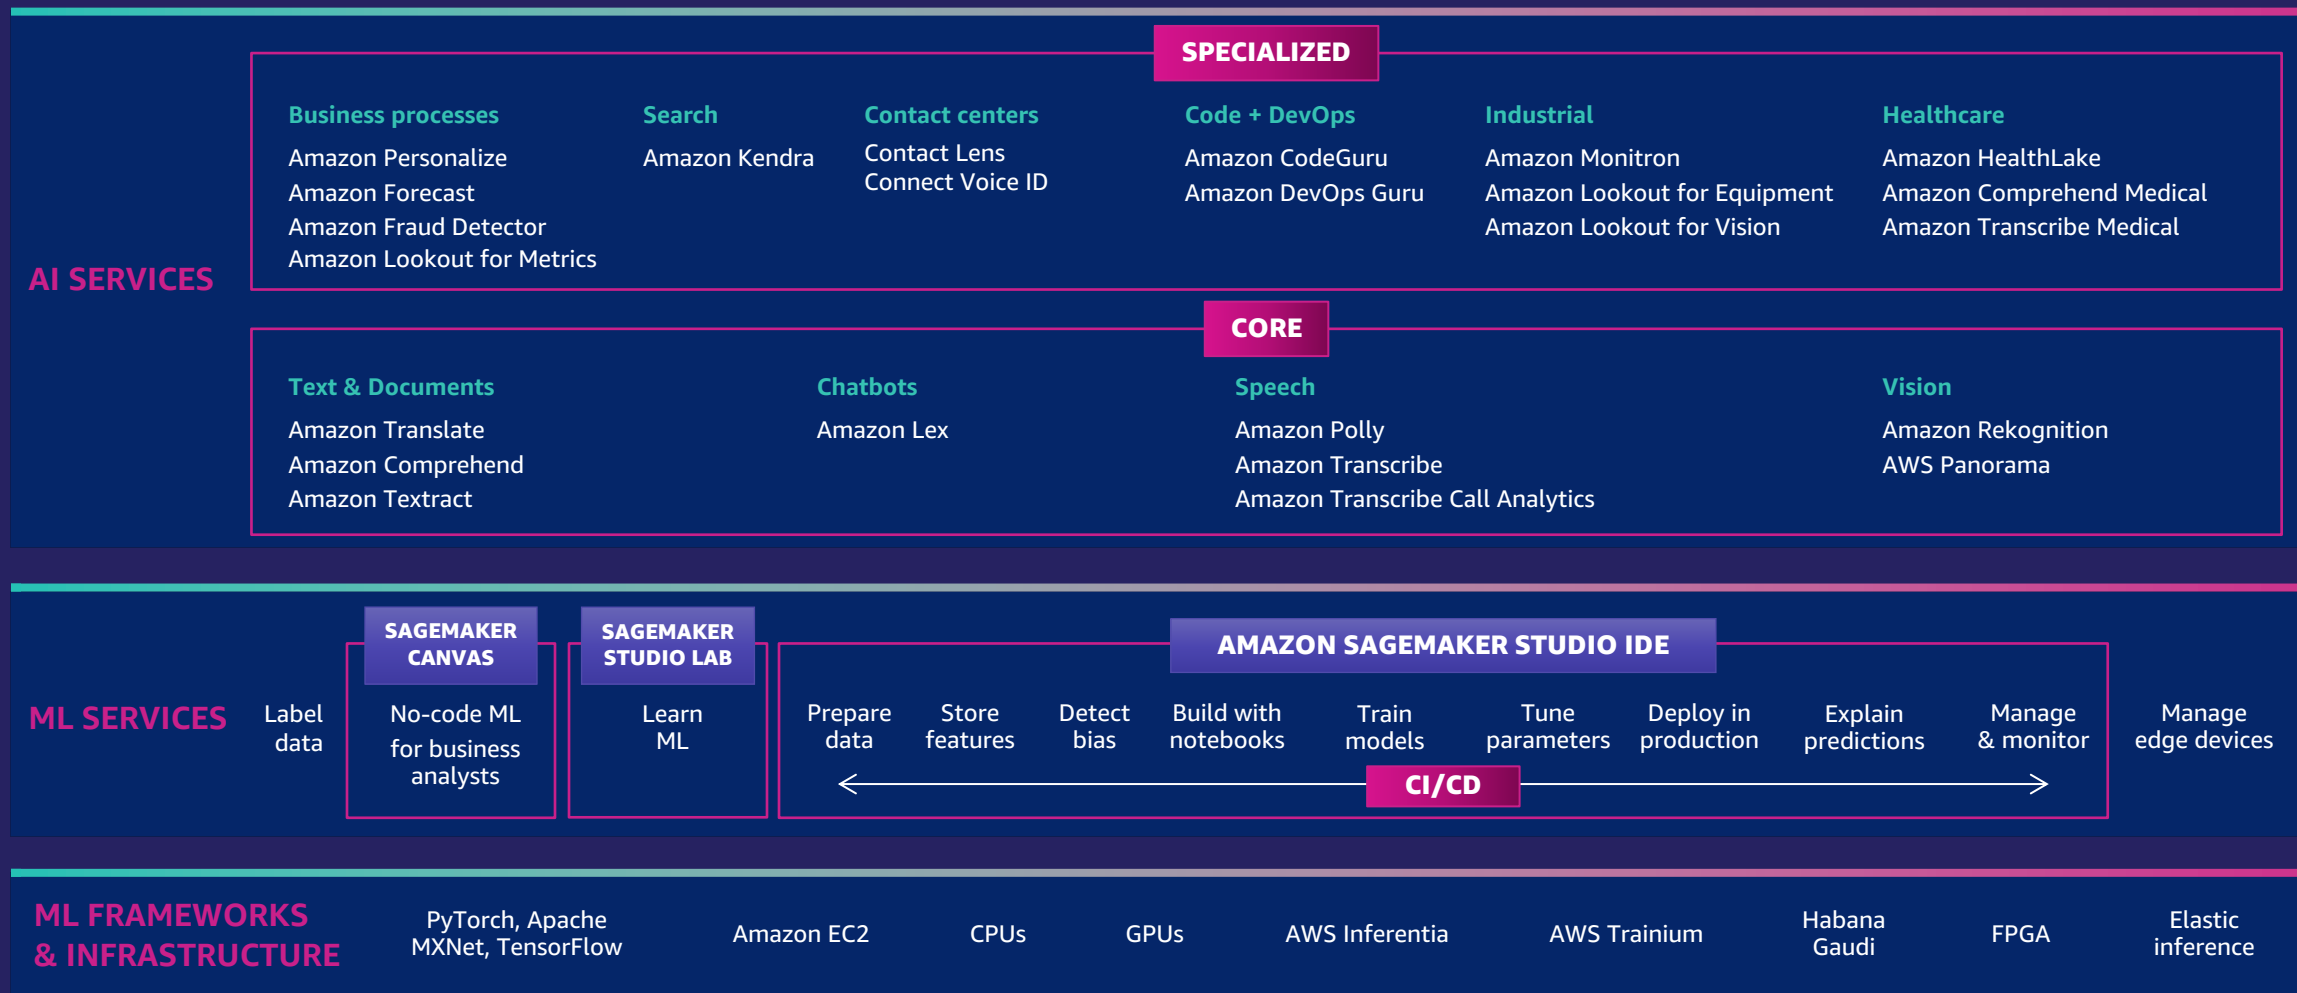 SPECIALIZED
Business processes
Amazon Personalize
Amazon Forecast
Amazon Fraud Detector
Amazon Lookout for Metrics
Search
Amazon Kendra
Contact centers
Contact Lens
Connect Voice ID
Code + DevOps
Amazon CodeGuru
Amazon DevOps Guru
Industrial
Amazon Monitron
Amazon Lookout for Equipment
Amazon Lookout for Vision
Healthcare
Amazon HealthLake
Amazon Comprehend Medical
Amazon Transcribe Medical
AI SERVICES
CORE
Text & Documents
Amazon Translate
Amazon Comprehend
Amazon Textract
Chatbots
Amazon Lex
Speech
Amazon Polly
Amazon Transcribe
Amazon Transcribe Call Analytics
Vision
Amazon Rekognition
AWS Panorama
ML SERVICES
Label
data
SAGEMAKER
CANVAS
No-code ML
for business
analysts
SAGEMAKER
STUDIO LAB
Learn
ML
AMAZON SAGEMAKER STUDIO IDE
Prepare
data
Store
features
Detect
bias
Build with
notebooks
Train
models
Tune
parameters
Deploy in
production
Explain
predictions
Manage
& monitor
CI/CD
Manage
edge devices
ML FRAMEWORKS
& INFRASTRUCTURE
PyTorch, Apache
MXNet, TensorFlow
Amazon EC2
CPUs
GPUs
AWS Inferentia
AWS Trainium
Habana
Gaudi
FPGA
Elastic
inference